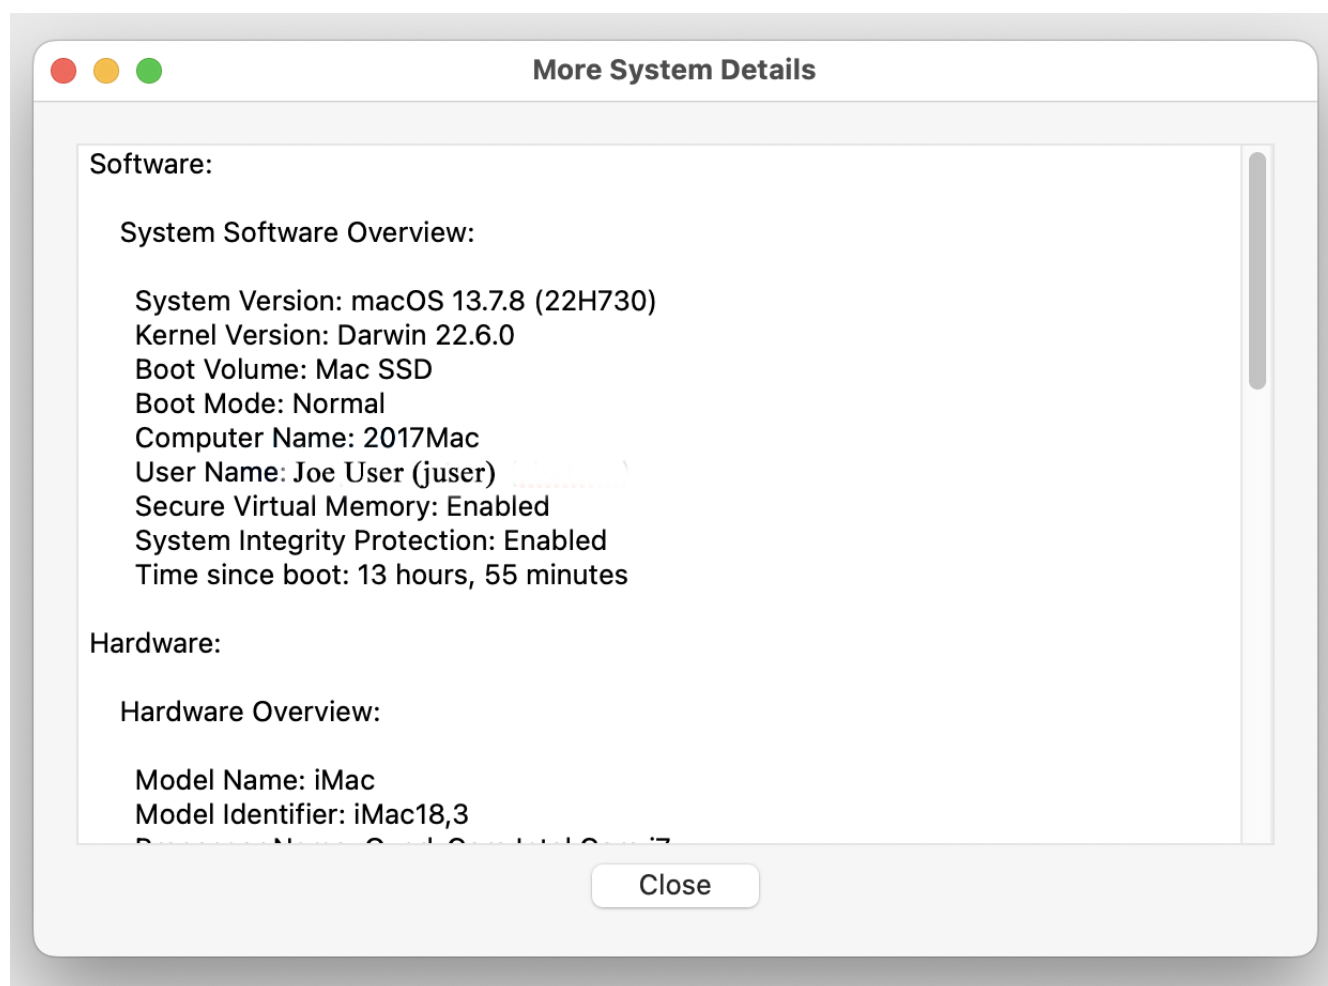 More System Details
Software:
System Software Overview:
System Version: macOS 13.7.8 (22H730)
Kernel Version: Darwin 22.6.0
Boot Volume: Mac SSD
Boot Mode: Normal
Computer Name: 2017Mac
User Name: Joe User (juser)
Secure Virtual Memory: Enabled
System Integrity Protection: Enabled
Time since boot: 13 hours, 55 minutes
Hardware:
Hardware Overview:
Model Name: iMac
Model Identifier: iMac18,3
Close